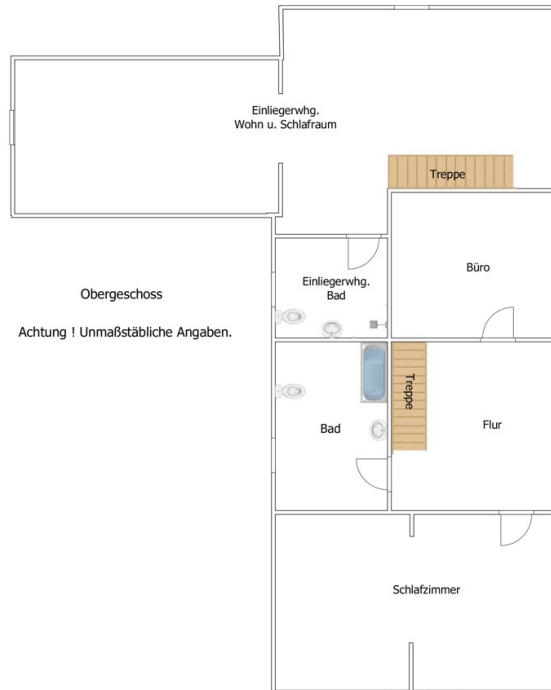 Einliegerwhg.
Wohn u. Schlafraum
Treppe
Büro
Einliegerwhg.
Bad
Obergeschoss
Achtung ! Unmaßstäbliche Angaben.
Treppe
Bad
Flur
Schlafzimmer